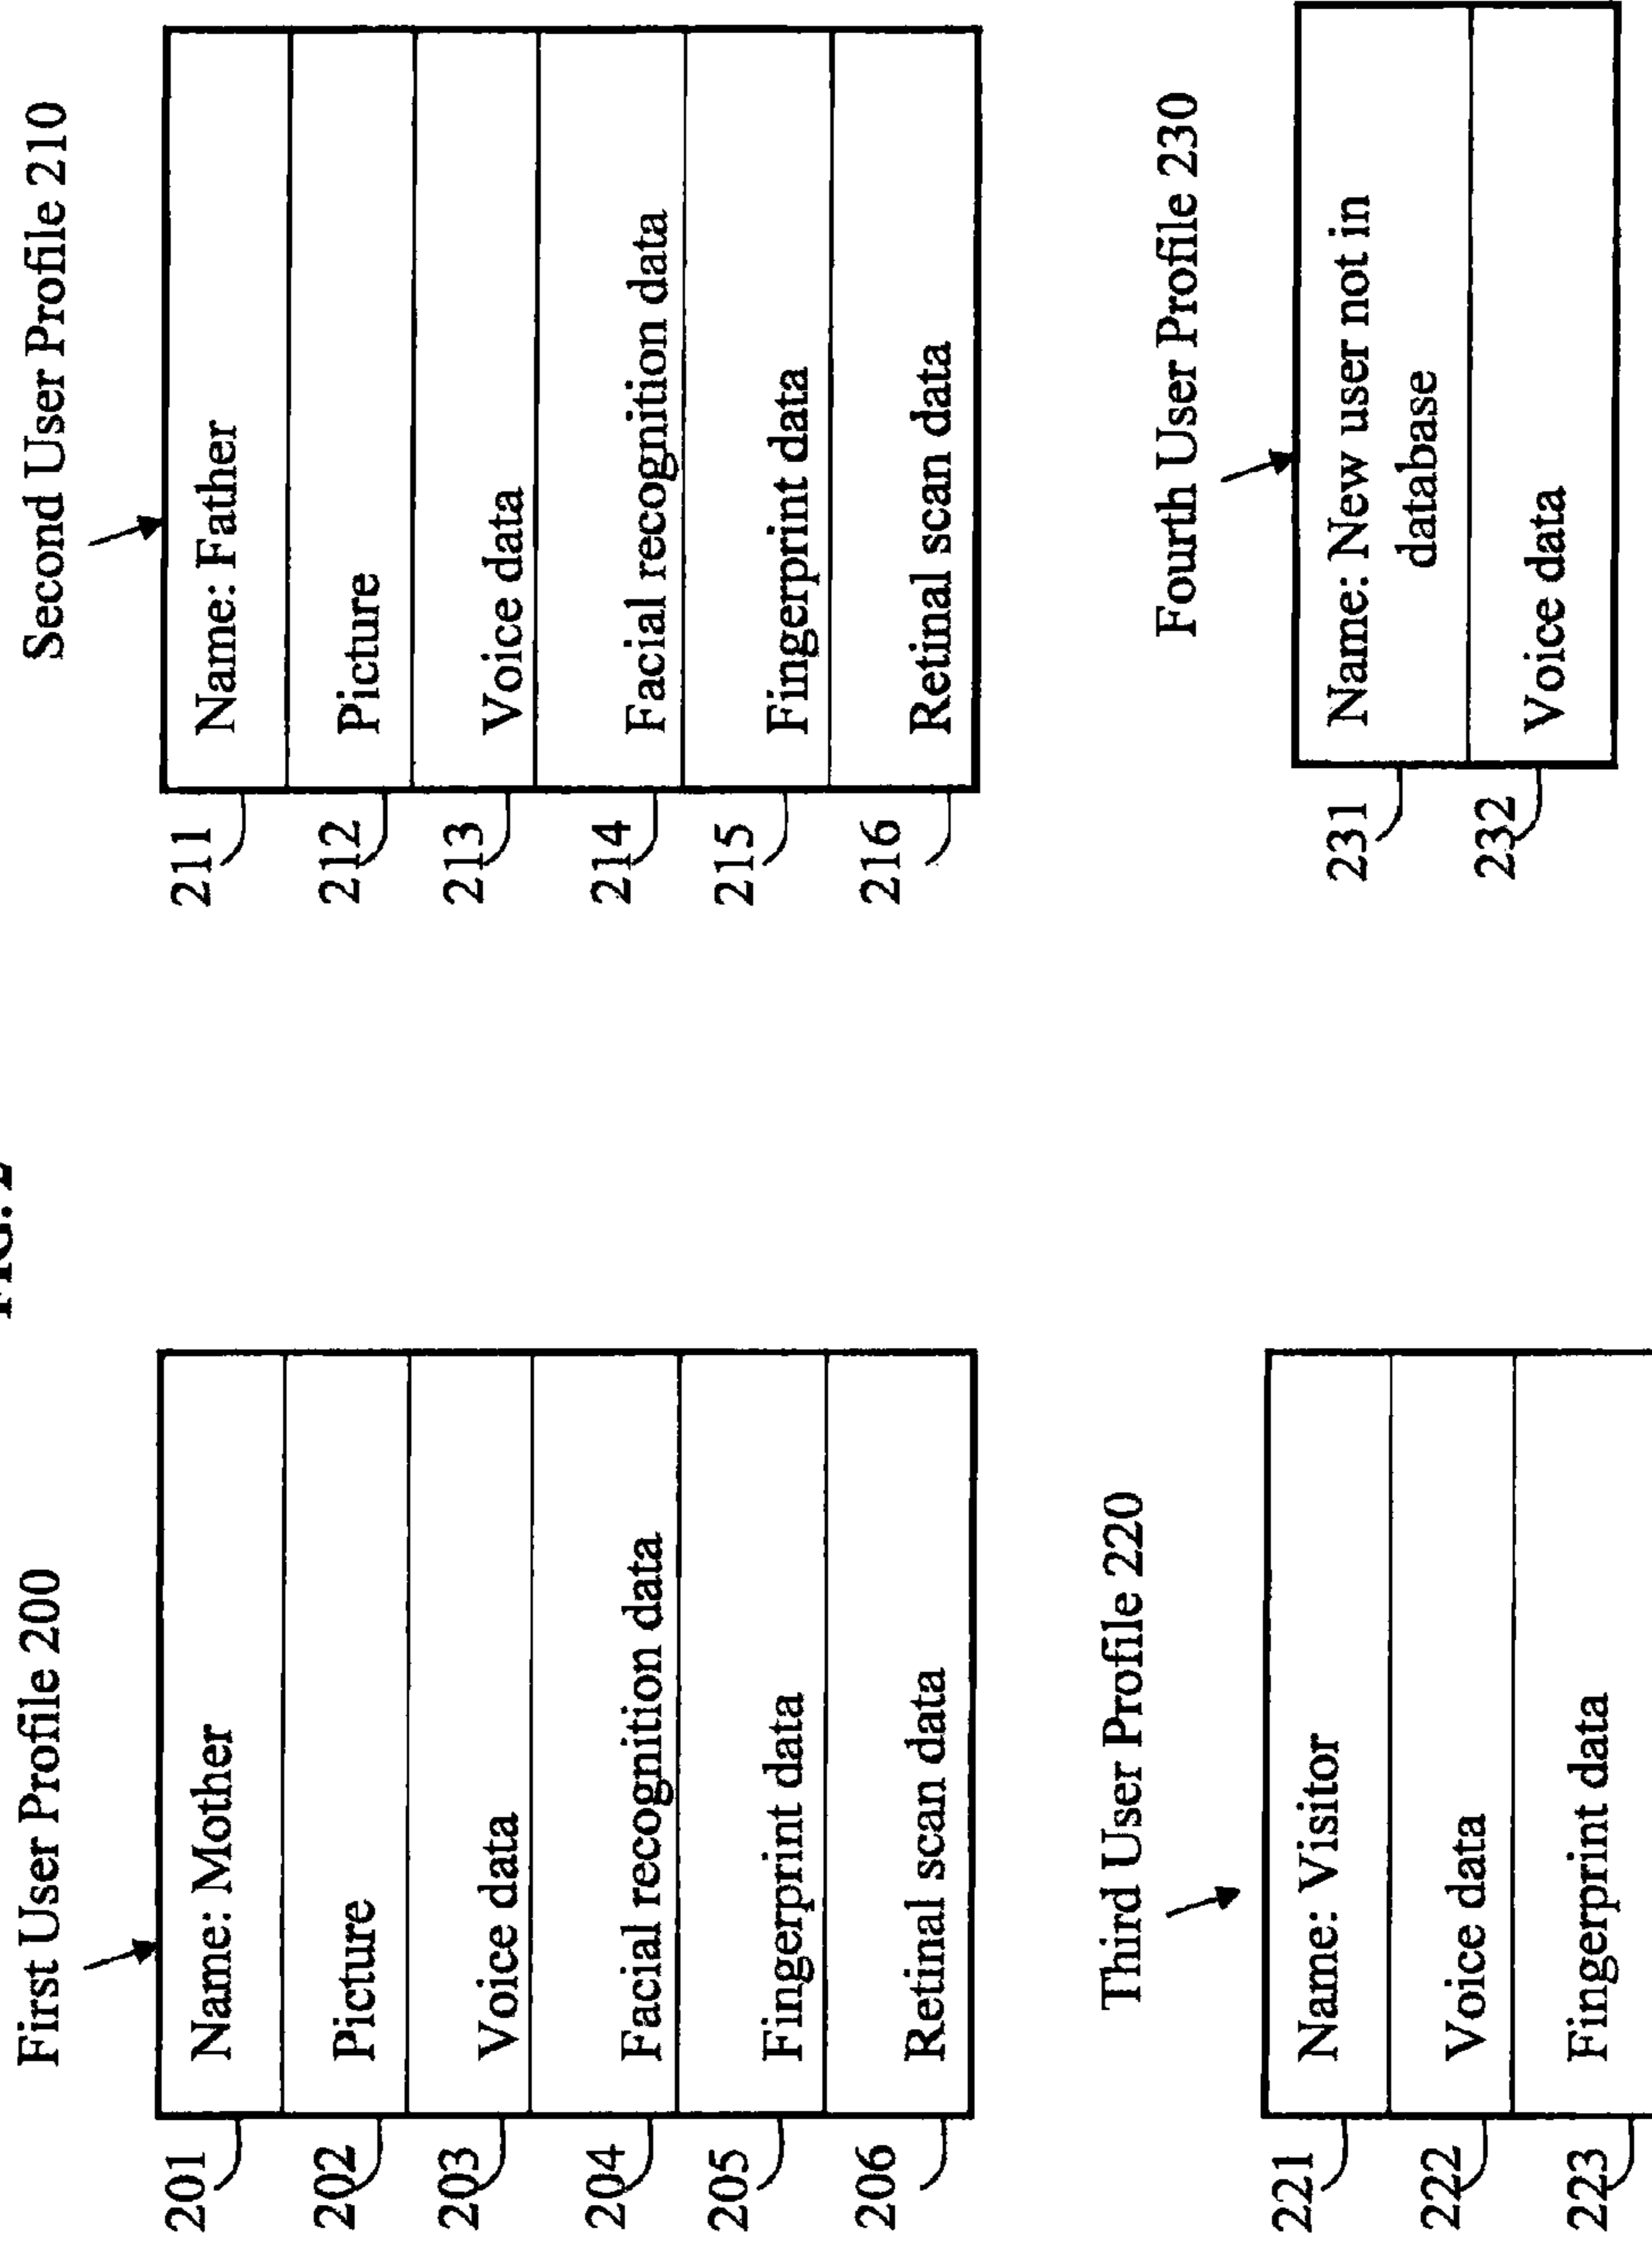 FIG. 2
First User Profile 200
201
Name: Mother
202
Picture
203
Voice data
204
Facial recognition data
205
Fingerprint data
206
Retinal scan data
Second User Profile 210
211
Name: Father
212
Picture
213
Voice data
214
Facial recognition data
215
Fingerprint data
216
Retinal scan data
Third User Profile 220
221
Name: Visitor
222
Voice data
223
Fingerprint data
Fourth User Profile 230
231
Name: New user not in
database
232
Voice data